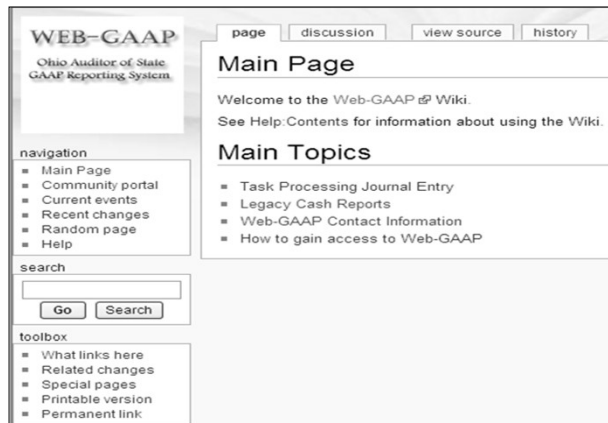 WEB-GAAP
Ohio Auditor of State
GAAP Reporting System
navigation
Main Page
Community portal
Current events
Recent changes
Random page
Help
search
Go Search
toolbox
What links here
Related changes
Special pages
Printable version
Permanent link
page discussion view source history
Main Page
Welcome to the Web-GAAP Wiki.
See Help:Contents for information about using the Wiki.
Main Topics
Task Processing Journal Entry
Legacy Cash Reports
Web-GAAP Contact Information
How to gain access to Web-GAAP